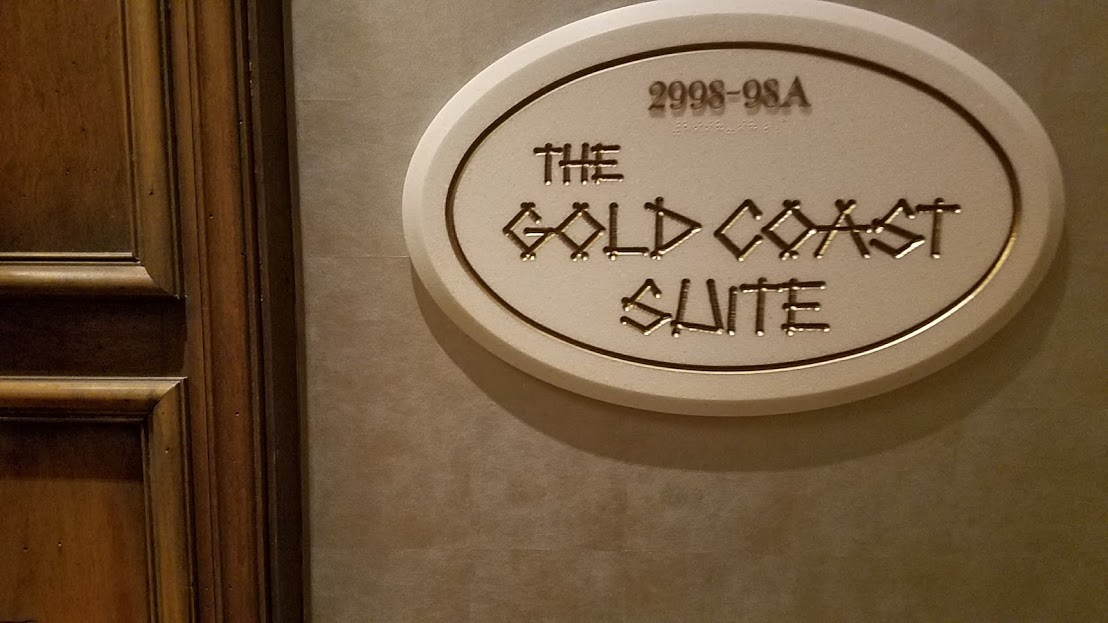 2998-98A
THE
GOLD COAST
SUITE